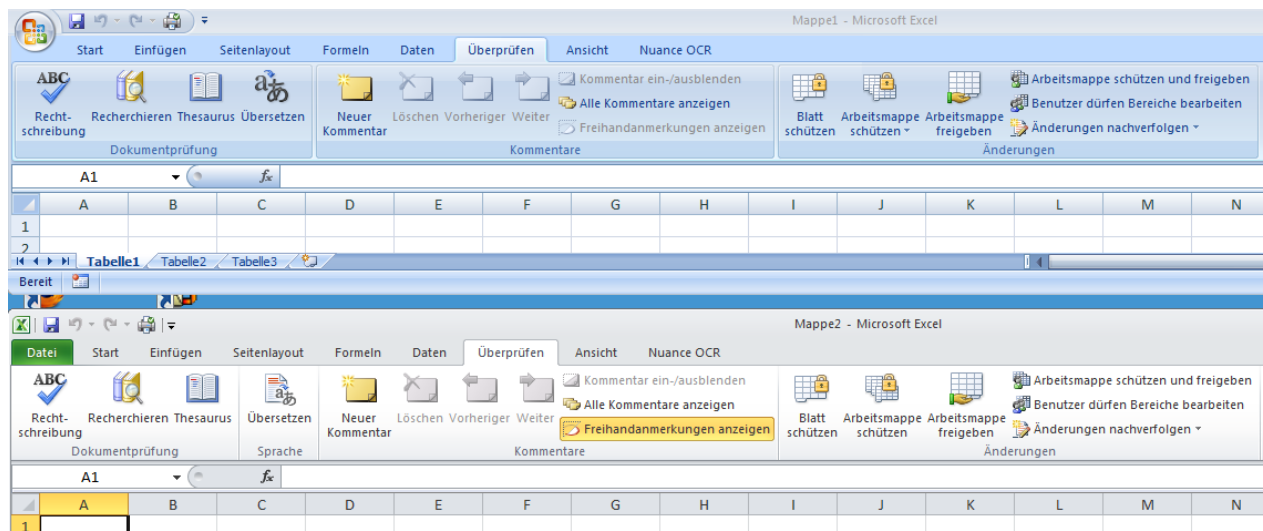 Mappe1 - Microsoft Excel
Start Einfügen Seitenlayout Formeln Daten Überprüfen Ansicht Nuance OCR
ABC
Recht-
schreibung
Recherchieren Thesaurus Übersetzen
Neuer
Kommentar
Löschen Vorheriger Weiter
Kommentar ein-/ausblenden
Alle Kommentare anzeigen
Freihandanmerkungen anzeigen
Blatt
schützen
Arbeitsmappe
schützen
Arbeitsmappe
freigeben
Arbeitsmappe schützen und freigeben
Benutzer dürfen Bereiche bearbeiten
Änderungen nachverfolgen
Dokumentprüfung Kommentare Änderungen
A1 fx
A B C D E F G H I J K L M N
1
2
Tabelle1 Tabelle2 Tabelle3
Bereit
Mappe2 - Microsoft Excel
Datei Start Einfügen Seitenlayout Formeln Daten Überprüfen Ansicht Nuance OCR
ABC
Recht-
schreibung
Recherchieren Thesaurus
Übersetzen
Neuer
Kommentar
Löschen Vorheriger Weiter
Kommentar ein-/ausblenden
Alle Kommentare anzeigen
Freihandanmerkungen anzeigen
Blatt
schützen
Arbeitsmappe
schützen
Arbeitsmappe
freigeben
Arbeitsmappe schützen und freigeben
Benutzer dürfen Bereiche bearbeiten
Änderungen nachverfolgen
Dokumentprüfung Sprache Kommentare Änderungen
A1 fx
A B C D E F G H I J K L M N
1